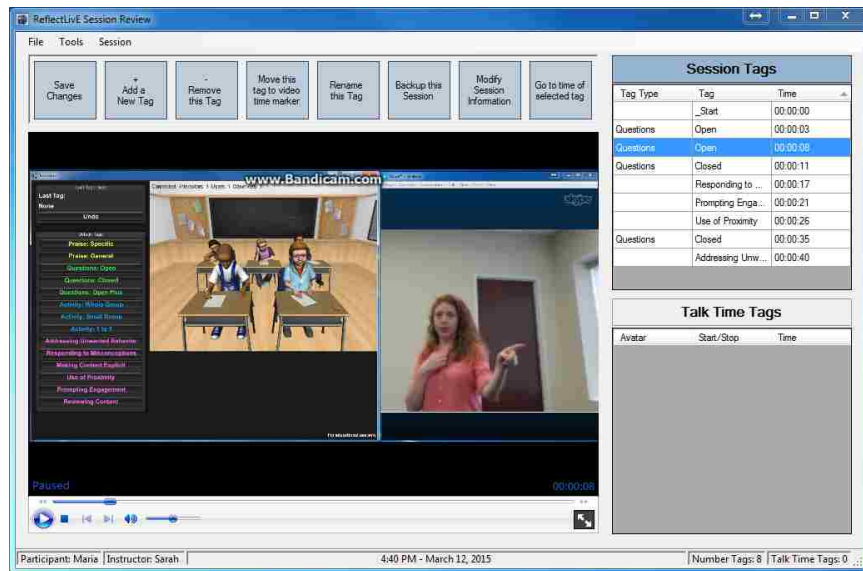 ReflectLivE Session Review
File Tools Session
Save Changes
+ Add a New Tag
- Remove this Tag
Move this tag to video time marker
Rename this Tag
Backup this Session
Modify Session Information
Go to time of selected tag
www.Bandicam.com
Last Tag:
None
Undo
Praise: Specific
Praise: General
Questions: Open
Questions: Closed
Questions: Open Plus
Activity: Whole Group
Activity: Small Group
Activity: 1 to 1
Addressing Unwanted Behavior
Responding to Misconceptions
Making Content Explicit
Use of Proximity
Prompting Engagement
Reviewing Content
skype
Paused
00:00:08
Session Tags
Tag Type Tag Time
_Start 00:00:00
Questions Open 00:00:03
Questions Open 00:00:08
Questions Closed 00:00:11
Responding to ... 00:00:17
Prompting Enga... 00:00:21
Use of Proximity 00:00:26
Questions Closed 00:00:35
Addressing Unw... 00:00:40
Talk Time Tags
Avatar Start/Stop Time
Participant: Maria Instructor: Sarah 4:40 PM - March 12, 2015 Number Tags: 8 Talk Time Tags: 0